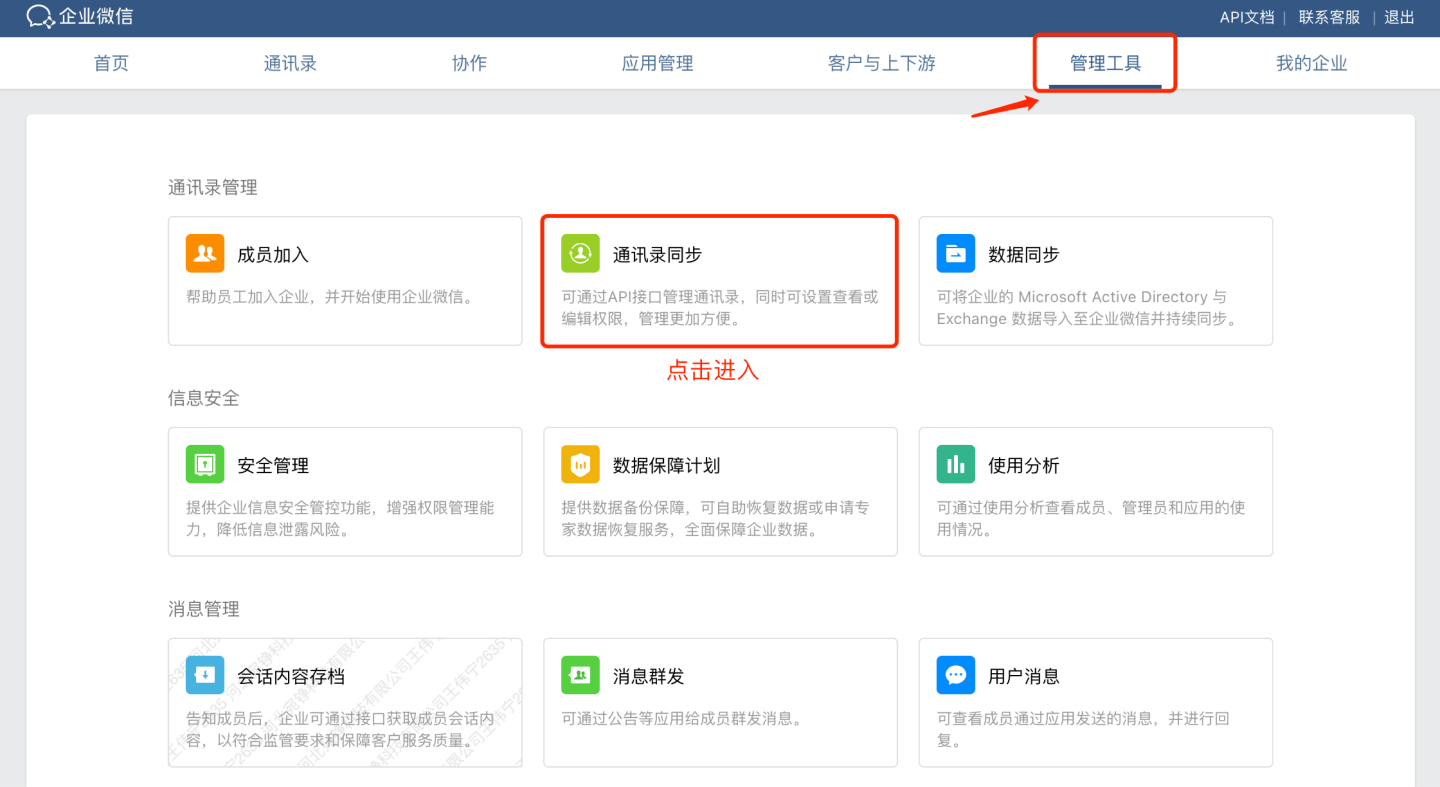 企业微信
API文档 | 联系客服 | 退出
首页 通讯录 协作 应用管理 客户与上下游 管理工具 我的企业
通讯录管理
成员加入
帮助员工加入企业，并开始使用企业微信。
通讯录同步
可通过API接口管理通讯录，同时可设置查看或
编辑权限，管理更加方便。
数据同步
可将企业的 Microsoft Active Directory 与
Exchange 数据导入至企业微信并持续同步。
点击进入
信息安全
安全管理
提供企业信息安全管控功能，增强权限管理能
力，降低信息泄露风险。
数据保障计划
提供数据备份保障，可自助恢复数据或申请专
家数据恢复服务，全面保障企业数据。
使用分析
可通过使用分析查看成员、管理员和应用的使
用情况。
消息管理
会话内容存档
告知成员后，企业可通过接口获取成员会话内
容，以符合监管要求和保障客户服务质量。
消息群发
可通过公告等应用给成员群发消息。
用户消息
可查看成员通过应用发送的消息，并进行回
复。